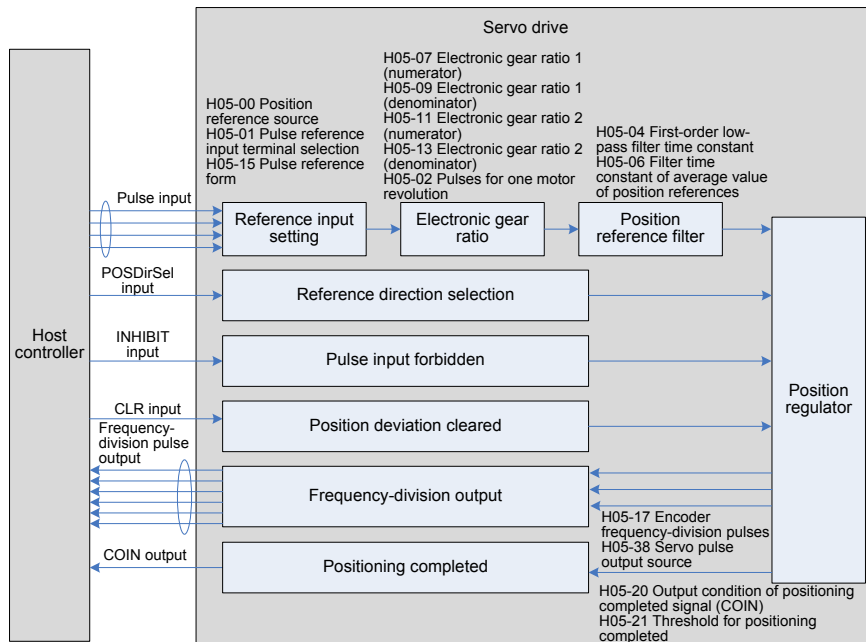 Servo drive
H05-00 Position
reference source
H05-01 Pulse reference
input terminal selection
H05-15 Pulse reference
form
H05-07 Electronic gear ratio 1
(numerator)
H05-09 Electronic gear ratio 1
(denominator)
H05-11 Electronic gear ratio 2
(numerator)
H05-13 Electronic gear ratio 2
(denominator)
H05-02 Pulses for one motor
revolution
H05-04 First-order low-
pass filter time constant
H05-06 Filter time
constant of average value
of position references
Pulse input
Reference input
setting
Electronic gear
ratio
Position
reference filter
POSDirSel
input
Reference direction selection
Host
controller
INHIBIT
input
Pulse input forbidden
Position
regulator
CLR input
Position deviation cleared
Frequency-
division pulse
output
Frequency-division output
H05-17 Encoder
frequency-division pulses
H05-38 Servo pulse
output source
COIN output
Positioning completed
H05-20 Output condition of positioning
completed signal (COIN)
H05-21 Threshold for positioning
completed